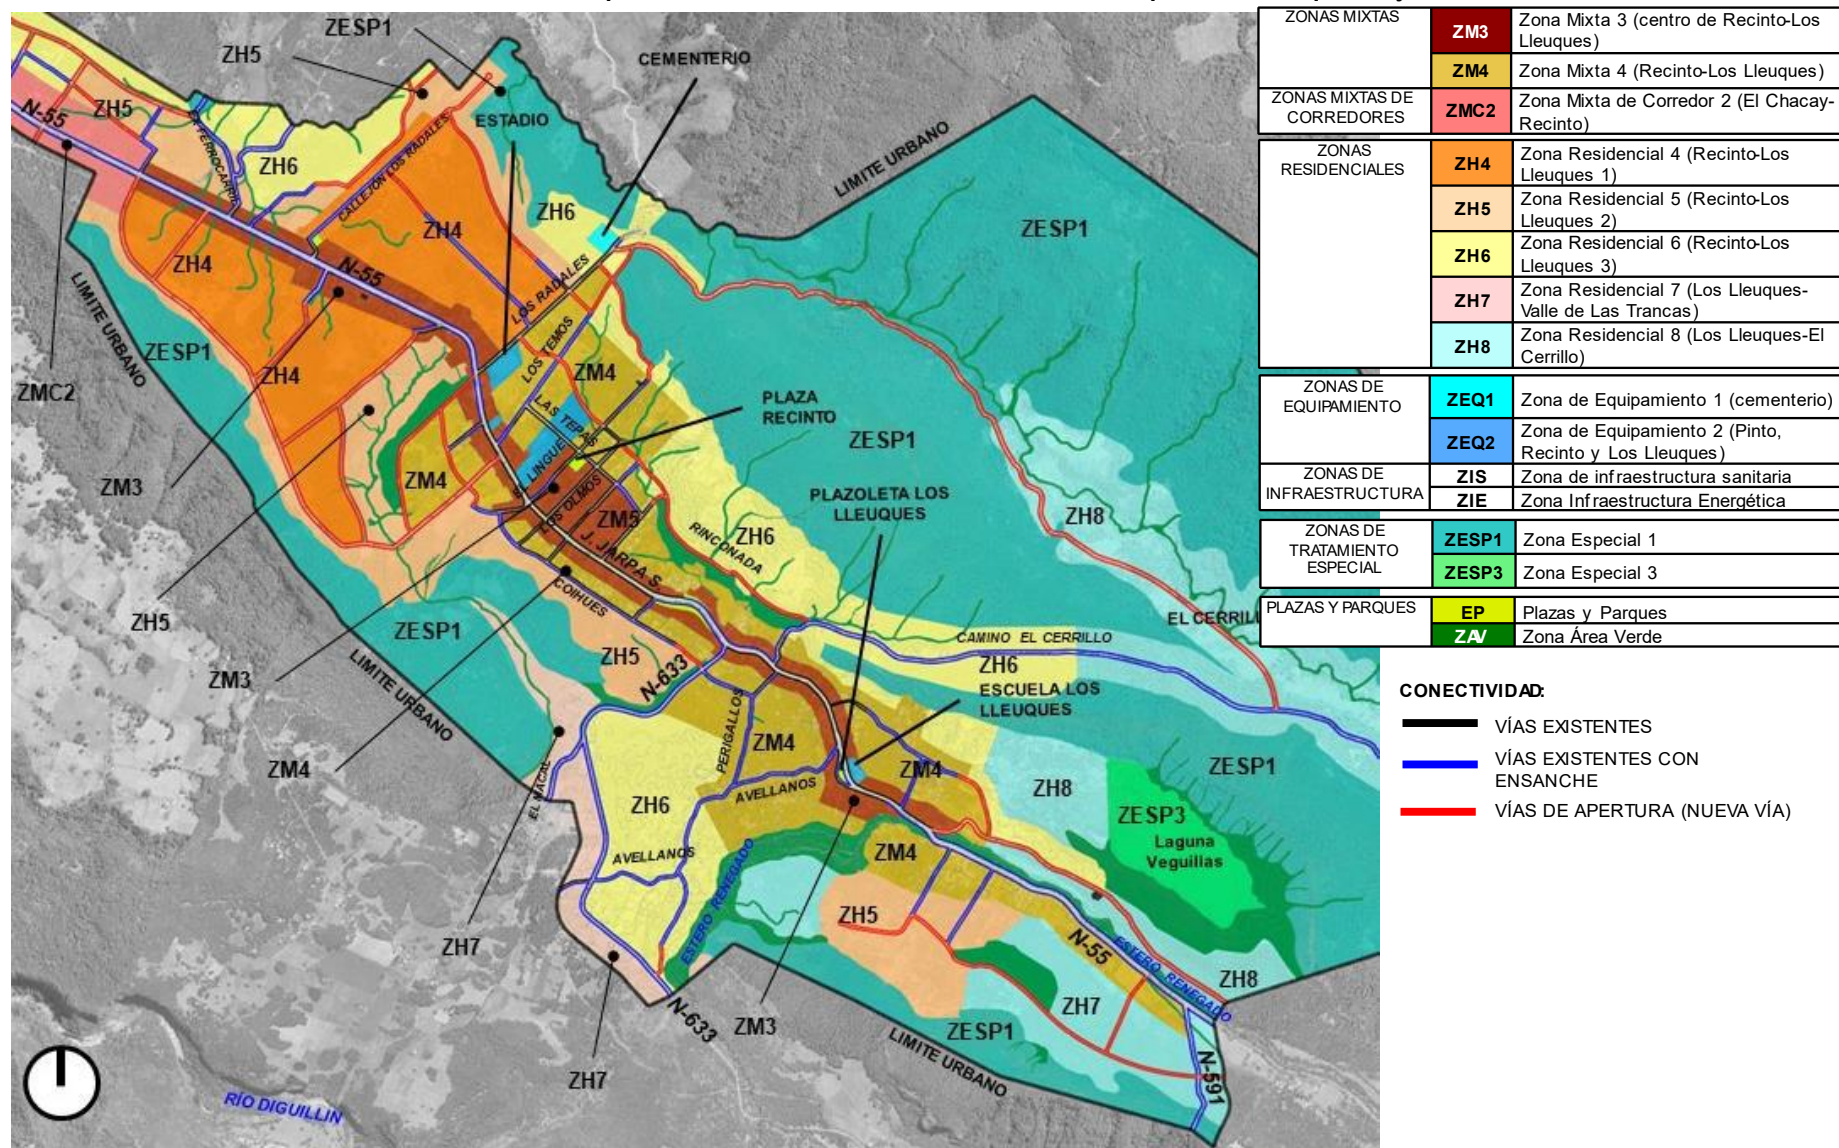 ZESP1
ZH5
CEMENTERIO
N-55
ZH5
ESTADIO
EX FERROCARRIL
ZH6
CALLEJÓN LOS RADALES
LIMITE URBANO
ZH6
ZH4
ZESP1
ZH4
N-55
LOS RADALES
LIMITE URBANO
ZESP1
LOS TEMOS
ZH4
ZM4
ZMC2
LAS TEPAS
PLAZA
RECINTO
ZESP1
EL LINGUE
ZM4
ZM3
PLAZOLETA LOS
LLEUQUES
LOS OLMOS
ZM5
ZH8
RINCONADA
ZH6
J. JARPA S.
COIHUES
ZH5
ZESP1
EL CERRILL
CAMINO EL CERRILLO
ZH5
ZH6
N-633
ZM3
LIMITE URBANO
ESCUELA LOS
LLEUQUES
PERIGALLOS
ZM4
ZM4
ZM4
ZESP1
EL MACAL
AVELLANOS
ZH6
ZH8
ZESP3
Laguna
Veguillas
AVELLANOS
ZM4
ESTERO RENEGADO
ZH5
ZH7
N-55
ESTERO RENEGADO
ZH8
ZH7
N-633
ZM3
ZESP1
LIMITE URBANO
ZH7
N-591
RÍO DIGUILLIN
ZONAS MIXTAS
ZM3
Zona Mixta 3 (centro de Recinto-Los
Lleuques)
ZM4
Zona Mixta 4 (Recinto-Los Lleuques)
ZONAS MIXTAS DE
CORREDORES
ZMC2
Zona Mixta de Corredor 2 (El Chacay-
Recinto)
ZONAS
RESIDENCIALES
ZH4
Zona Residencial 4 (Recinto-Los
Lleuques 1)
ZH5
Zona Residencial 5 (Recinto-Los
Lleuques 2)
ZH6
Zona Residencial 6 (Recinto-Los
Lleuques 3)
ZH7
Zona Residencial 7 (Los Lleuques-
Valle de Las Trancas)
ZH8
Zona Residencial 8 (Los Lleuques-El
Cerrillo)
ZONAS DE
EQUIPAMIENTO
ZEQ1
Zona de Equipamiento 1 (cementerio)
ZEQ2
Zona de Equipamiento 2 (Pinto,
Recinto y Los Lleuques)
ZONAS DE
INFRAESTRUCTURA
ZIS
Zona de infraestructura sanitaria
ZIE
Zona Infraestructura Energética
ZONAS DE
TRATAMIENTO
ESPECIAL
ZESP1
Zona Especial 1
ZESP3
Zona Especial 3
PLAZAS Y PARQUES
EP
Plazas y Parques
ZAV
Zona Área Verde
CONECTIVIDAD:
VÍAS EXISTENTES
VÍAS EXISTENTES CON
ENSANCHE
VÍAS DE APERTURA (NUEVA VÍA)